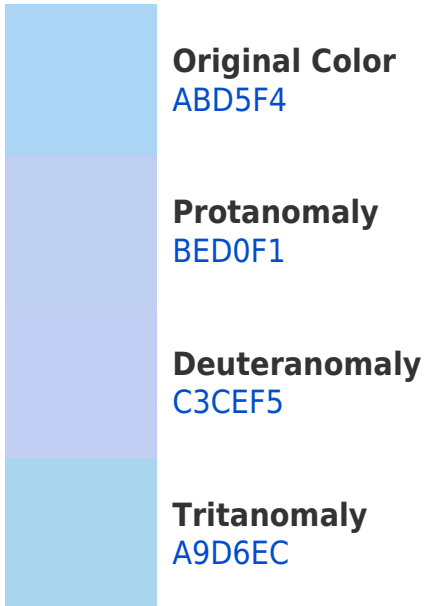 Original Color
ABD5F4
Protanomaly
BED0F1
Deuteranomaly
C3CEF5
Tritanomaly
A9D6EC